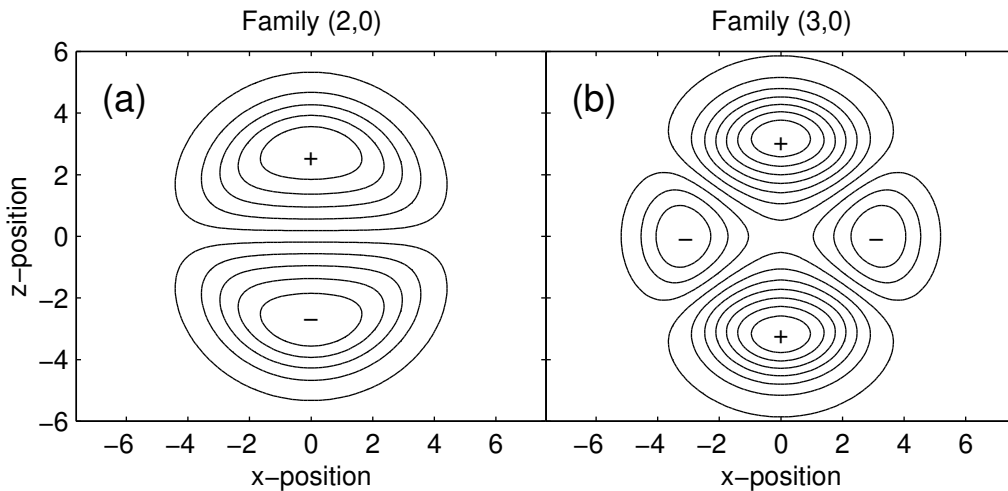 Family (2,0)
Family (3,0)
(a)
(b)
6
4
2
0
−2
−4
−6
z−position
+
−
+
−
−
+
−6 −4 −2 0 2 4 6
−6 −4 −2 0 2 4 6
x−position
x−position